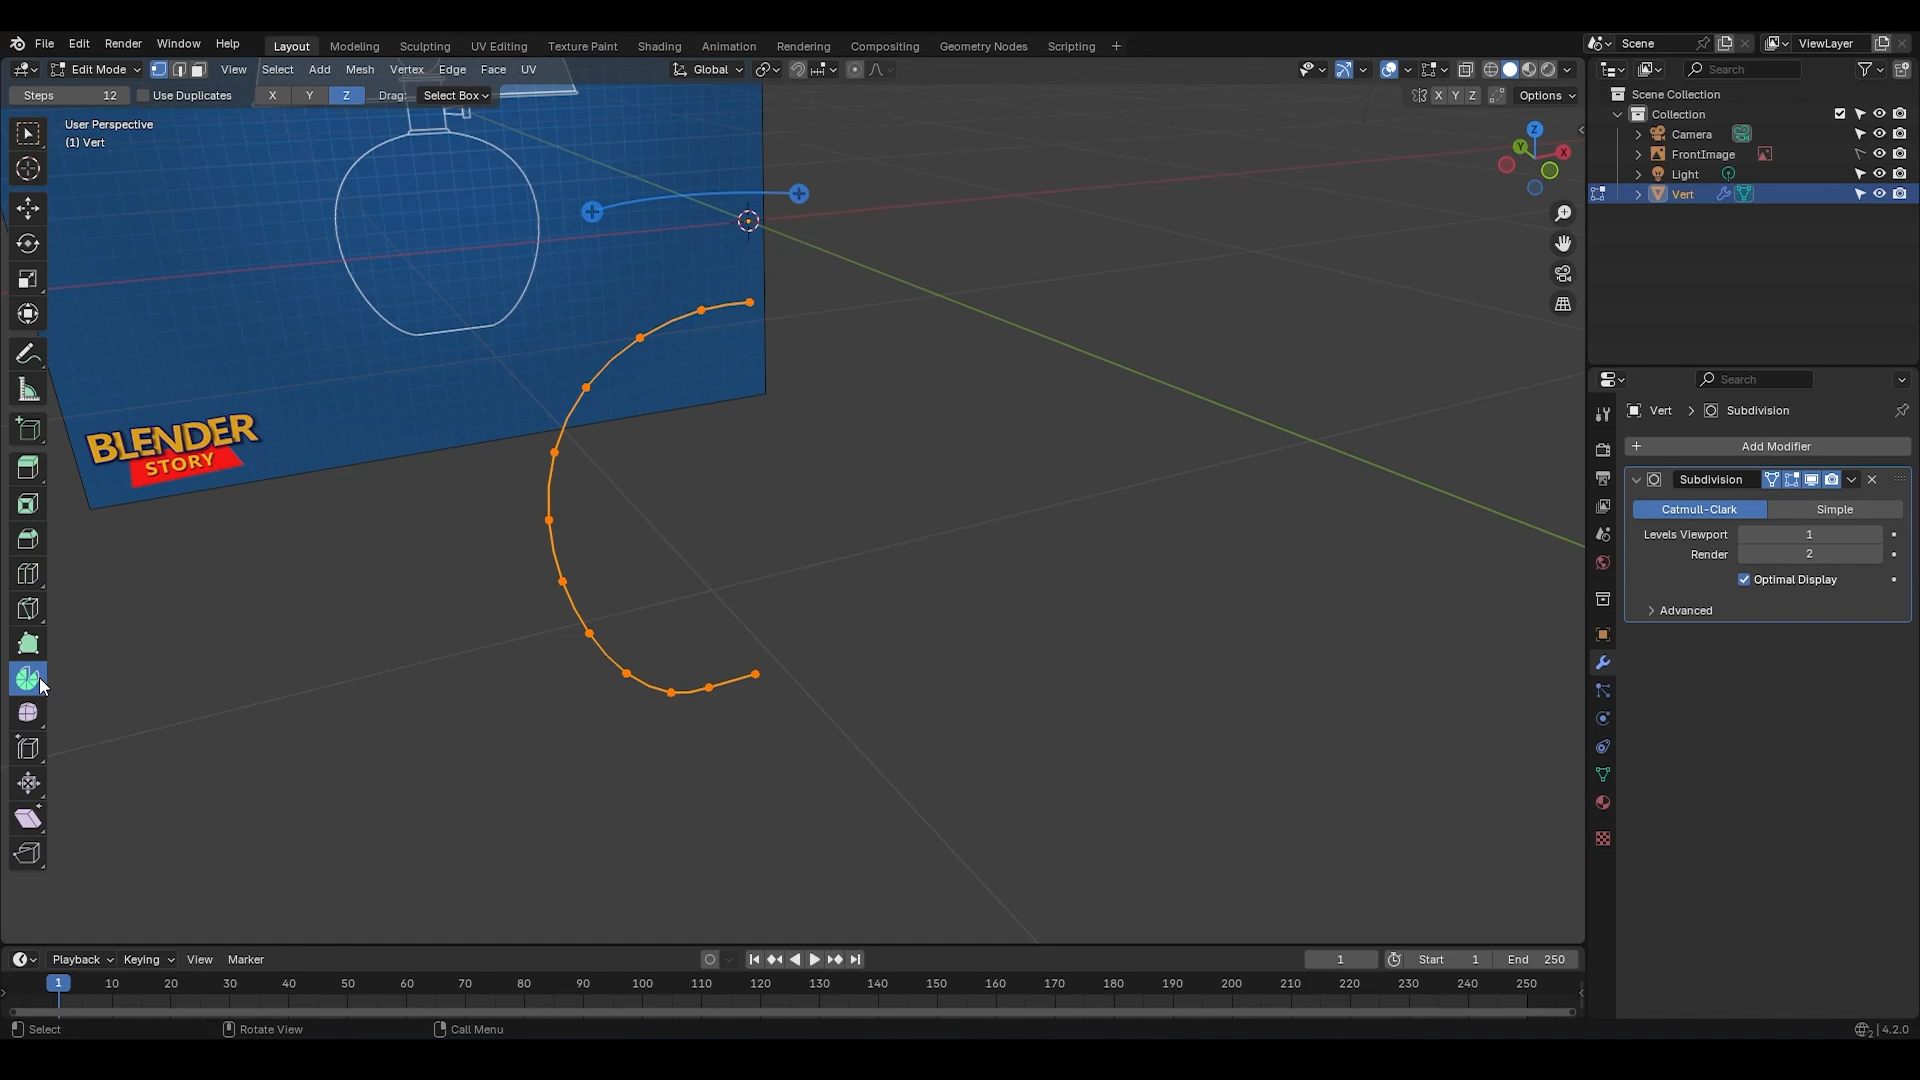 File Edit Render Window Help Layout Modeling Sculpting UV Editing Texture Paint Shading Animation Rendering Compositing Geometry Nodes Scripting + Scene ViewLayer
Edit Mode View Select Add Mesh Vertex Edge Face UV Global Search
Steps 12 Use Duplicates X Y Z Drag: Select Box X Y Z Options
Scene Collection
Collection
Camera
FrontImage
Light
Vert
User Perspective
(1) Vert
Z
Y
X
BLENDER
STORY
Search
Vert > Subdivision
+ Add Modifier
Subdivision
Catmull-Clark Simple
Levels Viewport 1
Render 2
Optimal Display
Advanced
Playback Keying View Marker 1 Start 1 End 250
1 10 20 30 40 50 60 70 80 90 100 110 120 130 140 150 160 170 180 190 200 210 220 230 240 250
Select Rotate View Call Menu 2 4.2.0